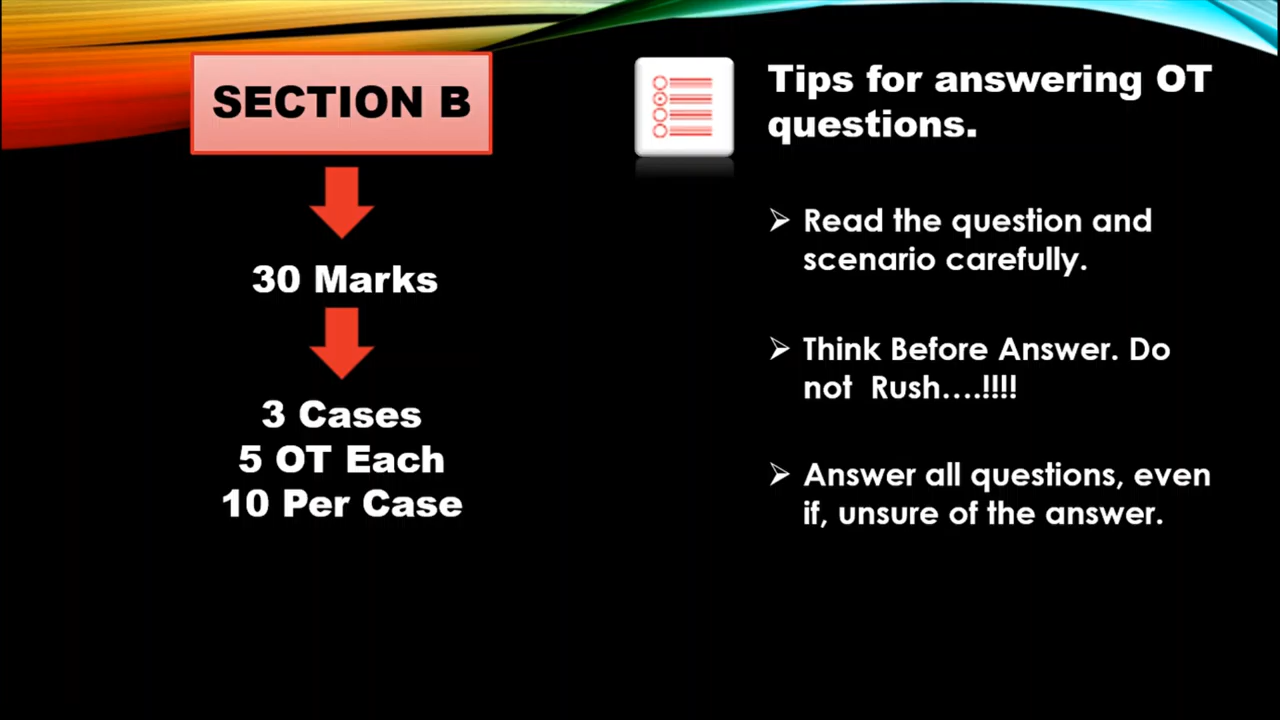 SECTION B
30 Marks
3 Cases
5 OT Each
10 Per Case
Tips for answering OT
questions.
Read the question and
scenario carefully.
Think Before Answer. Do
not Rush....!!!!
Answer all questions, even
if, unsure of the answer.